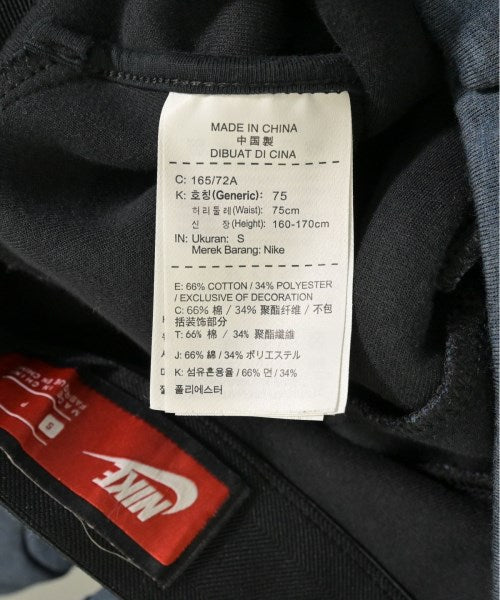 MADE IN CHINA
中国製
DIBUAT DI CINA
C: 165/72A
K: 호칭(Generic): 75
허리둘레(Waist): 75cm
신 장(Height): 160-170cm
IN: Ukuran: S
Merek Barang: Nike
E: 66% COTTON / 34% POLYESTER
/ EXCLUSIVE OF DECORATION
C: 66% 棉 / 34% 聚酯纤维 / 不包
括装饰部分
T: 66% 棉 / 34% 聚酯纖維
J: 66% 綿 / 34% ポリエステル
K: 섬유혼용율 / 66% 면 / 34%
폴리에스터
NIKE
S
P